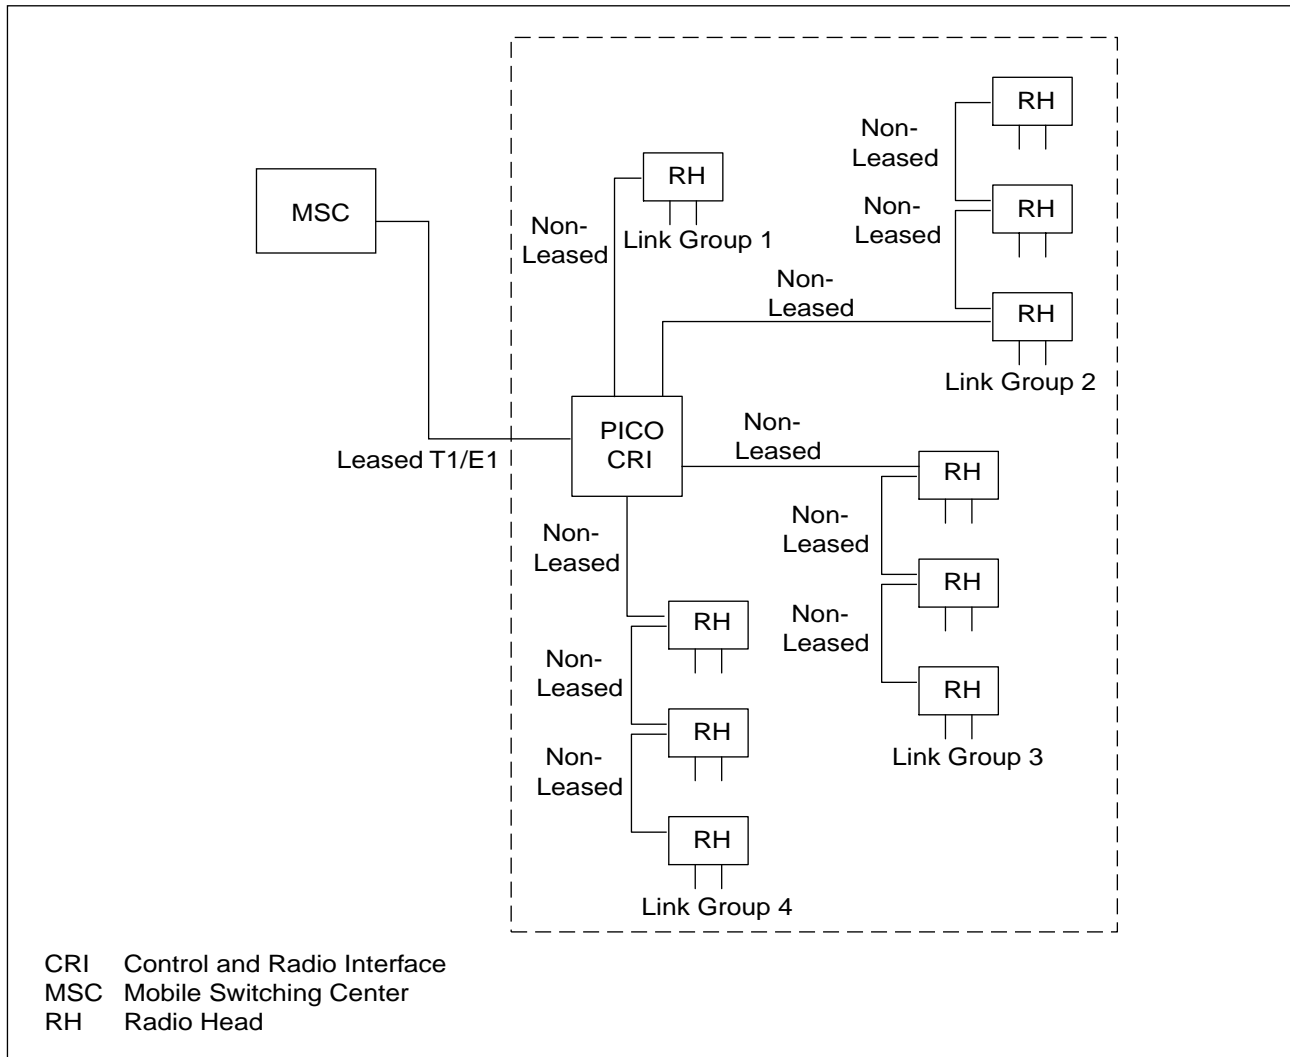 RH
Non-
Leased
RH
MSC
Non-
Leased
RH
Non-
Leased
Link Group 1
Non-
Leased
RH
Link Group 2
PICO
CRI
Non-
Leased
Leased T1/E1
RH
Non-
Leased
Non-
Leased
RH
RH
Non-
Leased
Non-
Leased
RH
RH
Non-
Leased
Link Group 3
RH
Link Group 4
CRI Control and Radio Interface
MSC Mobile Switching Center
RH Radio Head